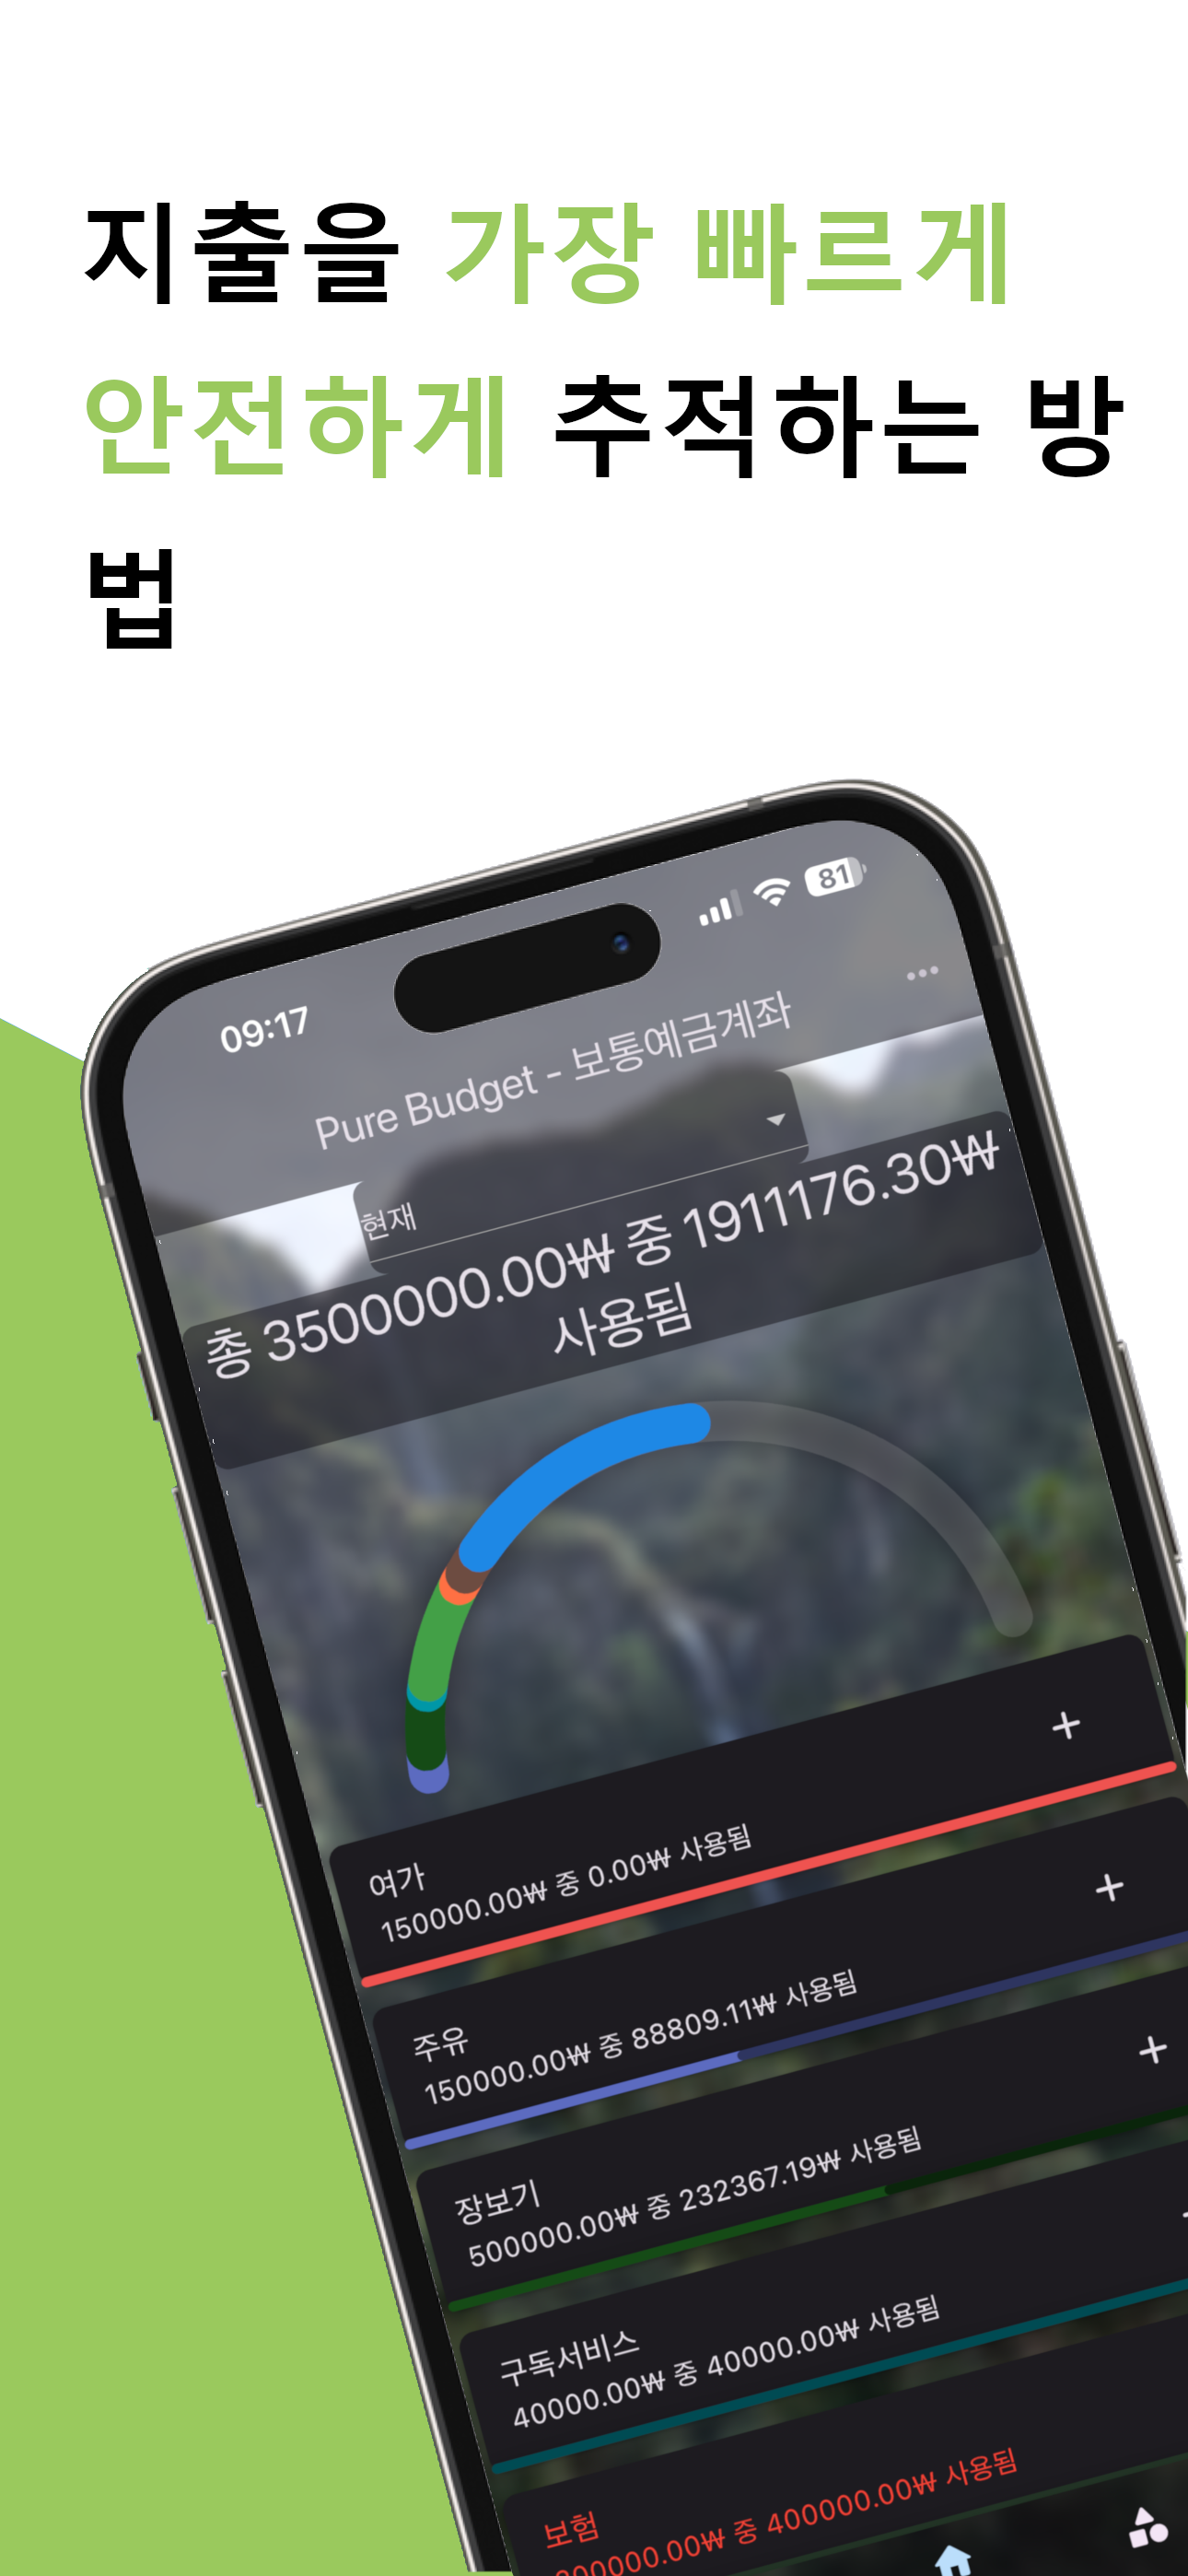 지출을 가장 빠르게
안전하게 추적하는 방
법
09:17
81
Pure Budget - 보통예금계좌
현재
총 3500000.00₩ 중 1911176.30₩
사용됨
여가
150000.00₩ 중 0.00₩ 사용됨
주유
150000.00₩ 중 88809.11₩ 사용됨
장보기
500000.00₩ 중 232367.19₩ 사용됨
구독서비스
40000.00₩ 중 40000.00₩ 사용됨
보험
중 400000.00₩ 사용됨